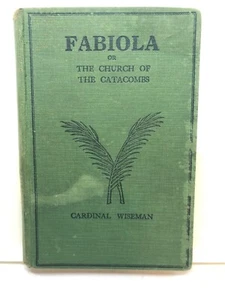 FABIOLA
OR
THE CHURCH OF
THE CATACOMBS
CARDINAL WISEMAN